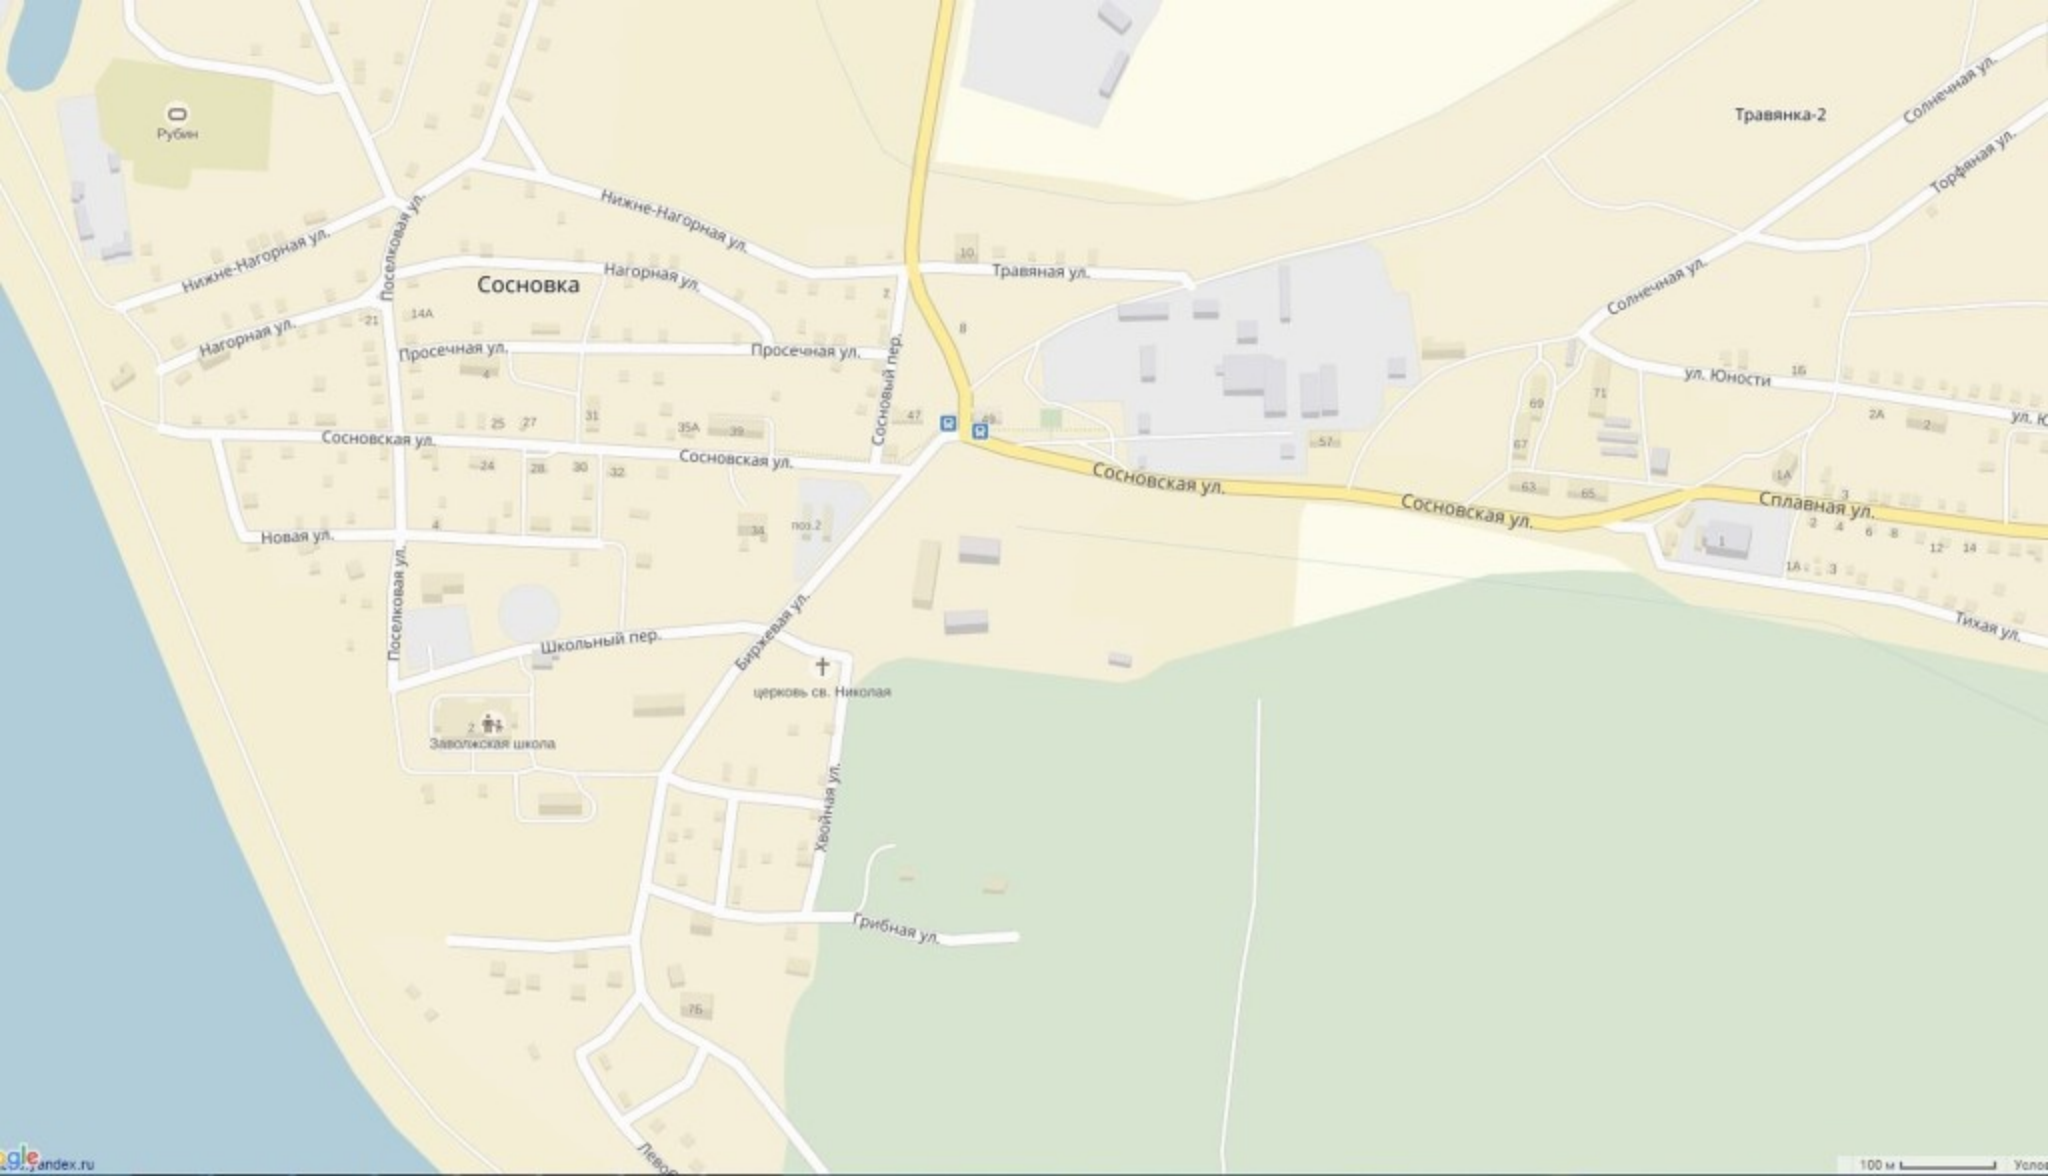 Солнечная ул.
Травянка-2
Рубин
Торфяная ул.
Нижне-Нагорная ул.
Поселковая ул.
Нижне-Нагорная ул.
10
Травяная ул.
Нагорная ул.
Сосновка
Солнечная ул.
14А
21
8
Нагорная ул.
Просечная ул.
Просечная ул.
Сосновый пер.
4
16
ул. Юности
71
69
31
47
49
2А
2
ул. Ю
25
27
35А
39
Сосновская ул.
57
67
Сосновская ул.
24
28
30
32
Сосновская ул.
1А
63
65
3
Сплавная ул.
Сосновская ул.
4
34
поз.2
2
4
6
8
Новая ул.
1
12
14
1А
3
Поселковая ул.
Тихая ул.
Школьный пер.
Биржевая ул.
церковь св. Николая
2
Заволжская школа
Хвойная ул.
Грибная ул.
7Б
Лево
ogle
yandex.ru
100 м
Услов